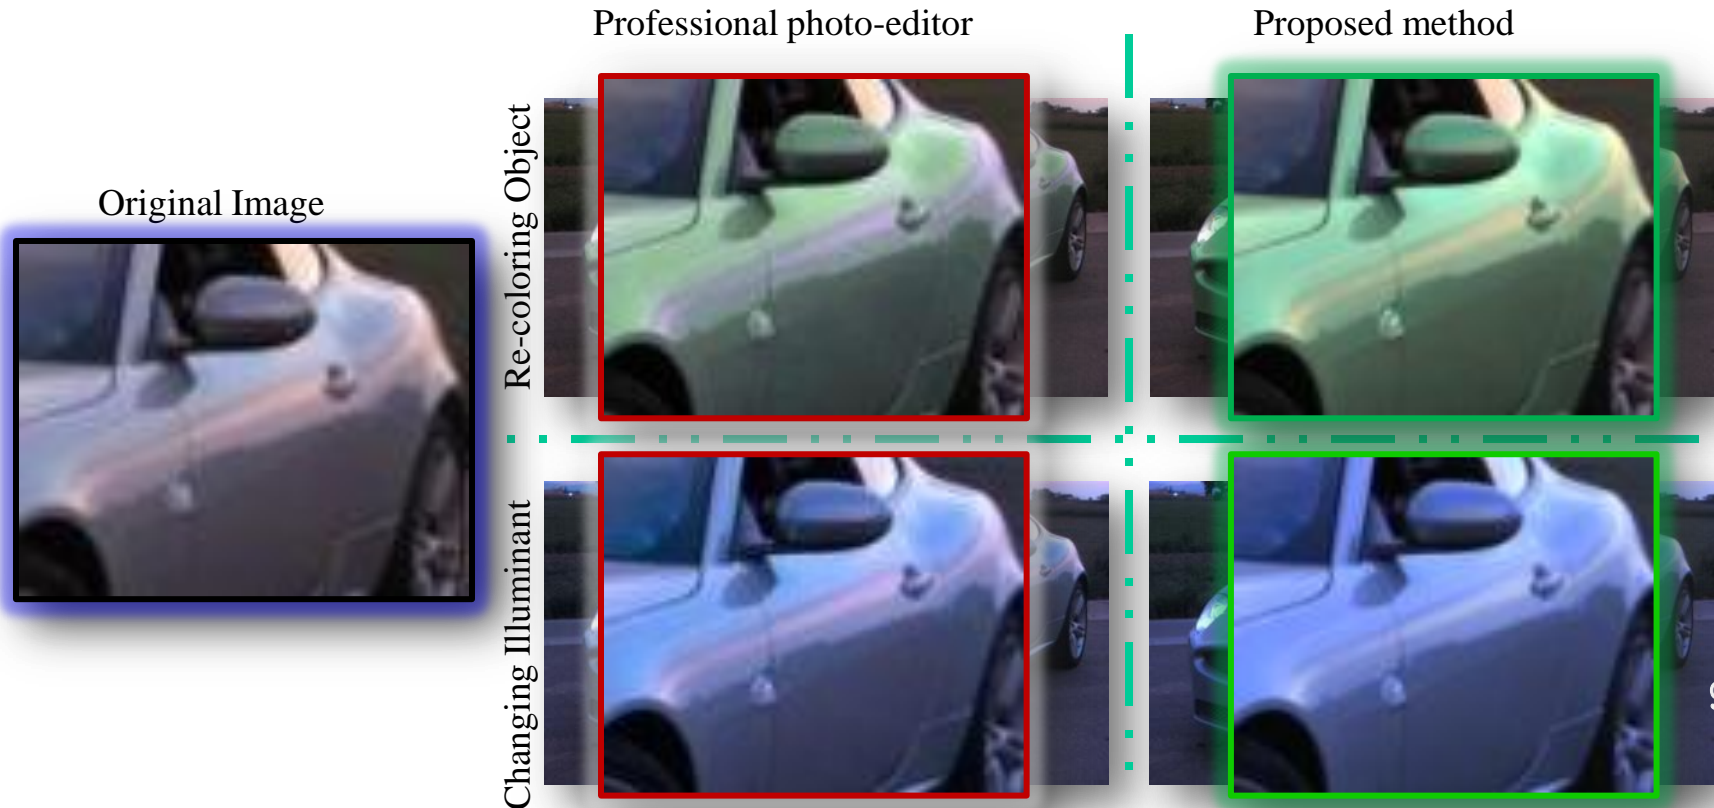 Professional photo-editor
Proposed method
Original Image
Re-coloring Object
Changing Illuminant